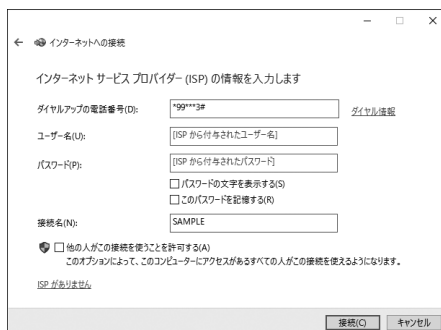 インターネットへの接続
インターネット サービス プロバイダー (ISP) の情報を入力します
ダイヤルアップの電話番号(D): *99***3# ダイヤル情報
ユーザー名(U): [ISP から付与されたユーザー名]
パスワード(P): [ISP から付与されたパスワード]
パスワードの文字を表示する(S)
このパスワードを記憶する(R)
接続名(N): SAMPLE
他の人がこの接続を使うことを許可する(A)
このオプションによって、このコンピューターにアクセスがあるすべての人がこの接続を使えるようになります。
ISP がありません
接続(C) キャンセル